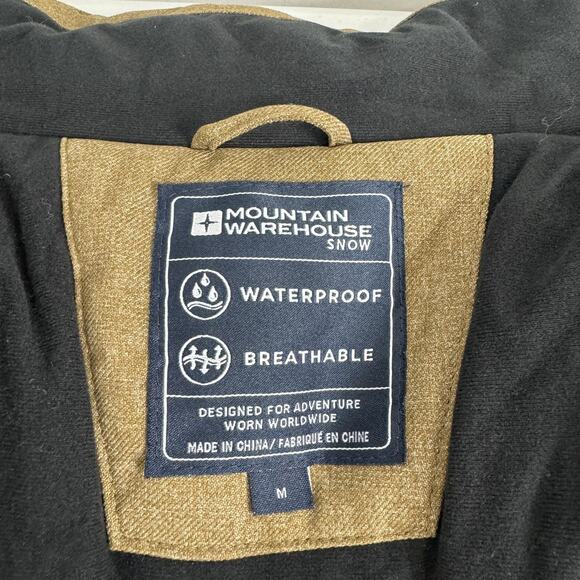 MOUNTAIN
WAREHOUSE
SNOW
WATERPROOF
BREATHABLE
DESIGNED FOR ADVENTURE
WORN WORLDWIDE
MADE IN CHINA/FABRIQUÉ EN CHINE
M